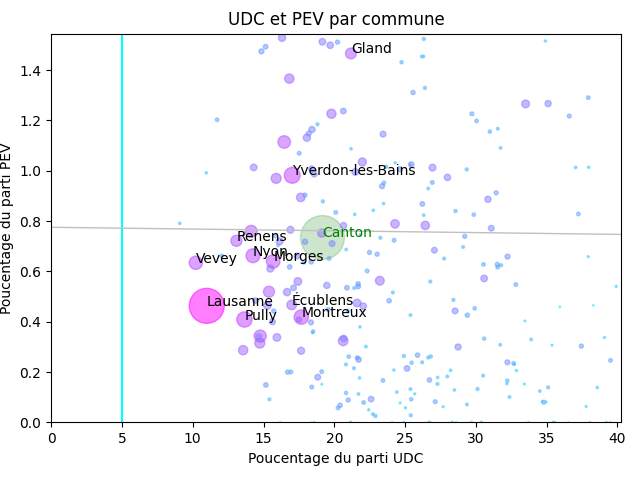 UDC et PEV par commune
Poucentage du parti PEV
1.4
1.2
1.0
0.8
0.6
0.4
0.2
0.0
Gland
Yverdon-les-Bains
Canton
Renens
Nyon
Morges
Vevey
Lausanne
Écublens
Pully
Montreux
0
5
10
15
20
25
30
35
40
Poucentage du parti UDC